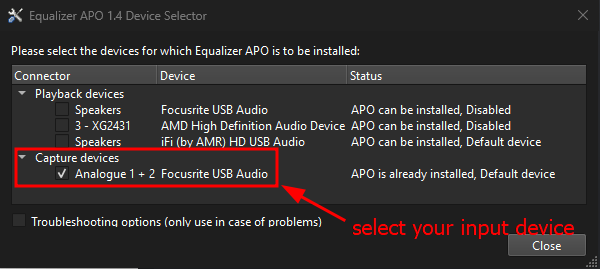 Equalizer APO 1.4 Device Selector
Please select the devices for which Equalizer APO is to be installed:
Connector Device Status
Playback devices
Speakers Focusrite USB Audio APO can be installed, Disabled
3 - XG2431 AMD High Definition Audio Device APO can be installed, Disabled
Speakers iFi (by AMR) HD USB Audio APO can be installed, Default device
Capture devices
Analogue 1 + 2 Focusrite USB Audio APO is already installed, Default device
Troubleshooting options (only use in case of problems)
select your input device
Close